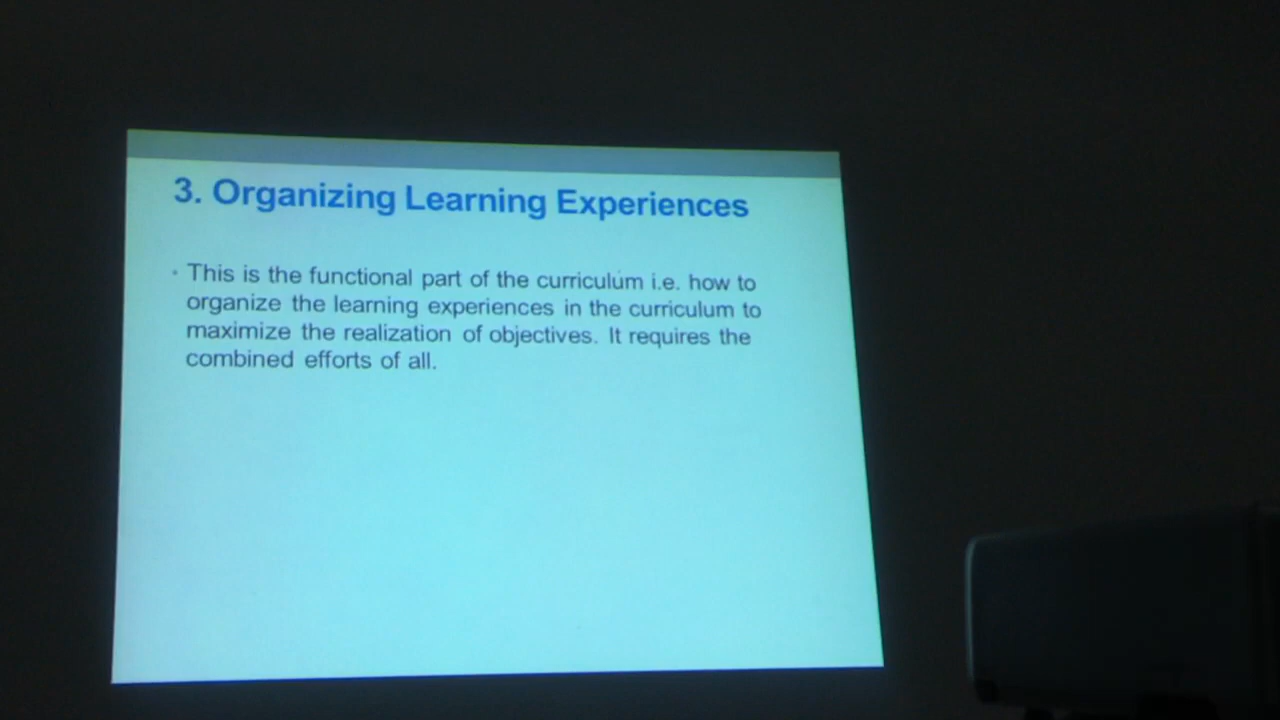 3. Organizing Learning Experiences
• This is the functional part of the curriculum i.e. how to
organize the learning experiences in the curriculum to
maximize the realization of objectives. It requires the
combined efforts of all.